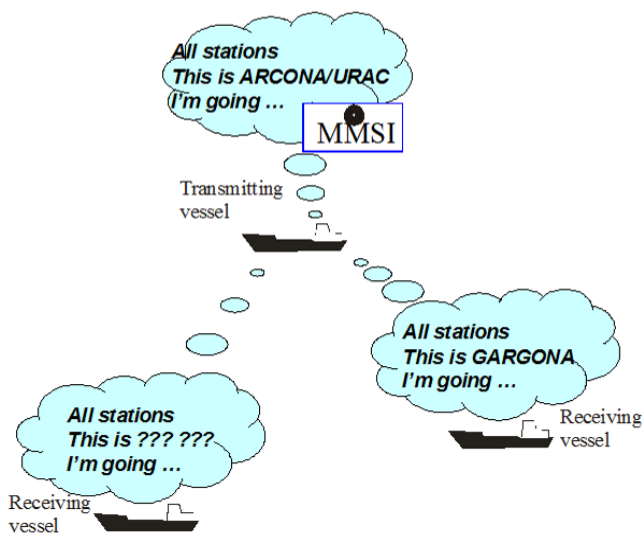 All stations
This is ARCONA/URAC
I'm going ...
MMSI
Transmitting
vessel
All stations
This is GARGONA
I'm going ...
Receiving
vessel
All stations
This is ??? ???
I'm going ...
Receiving
vessel